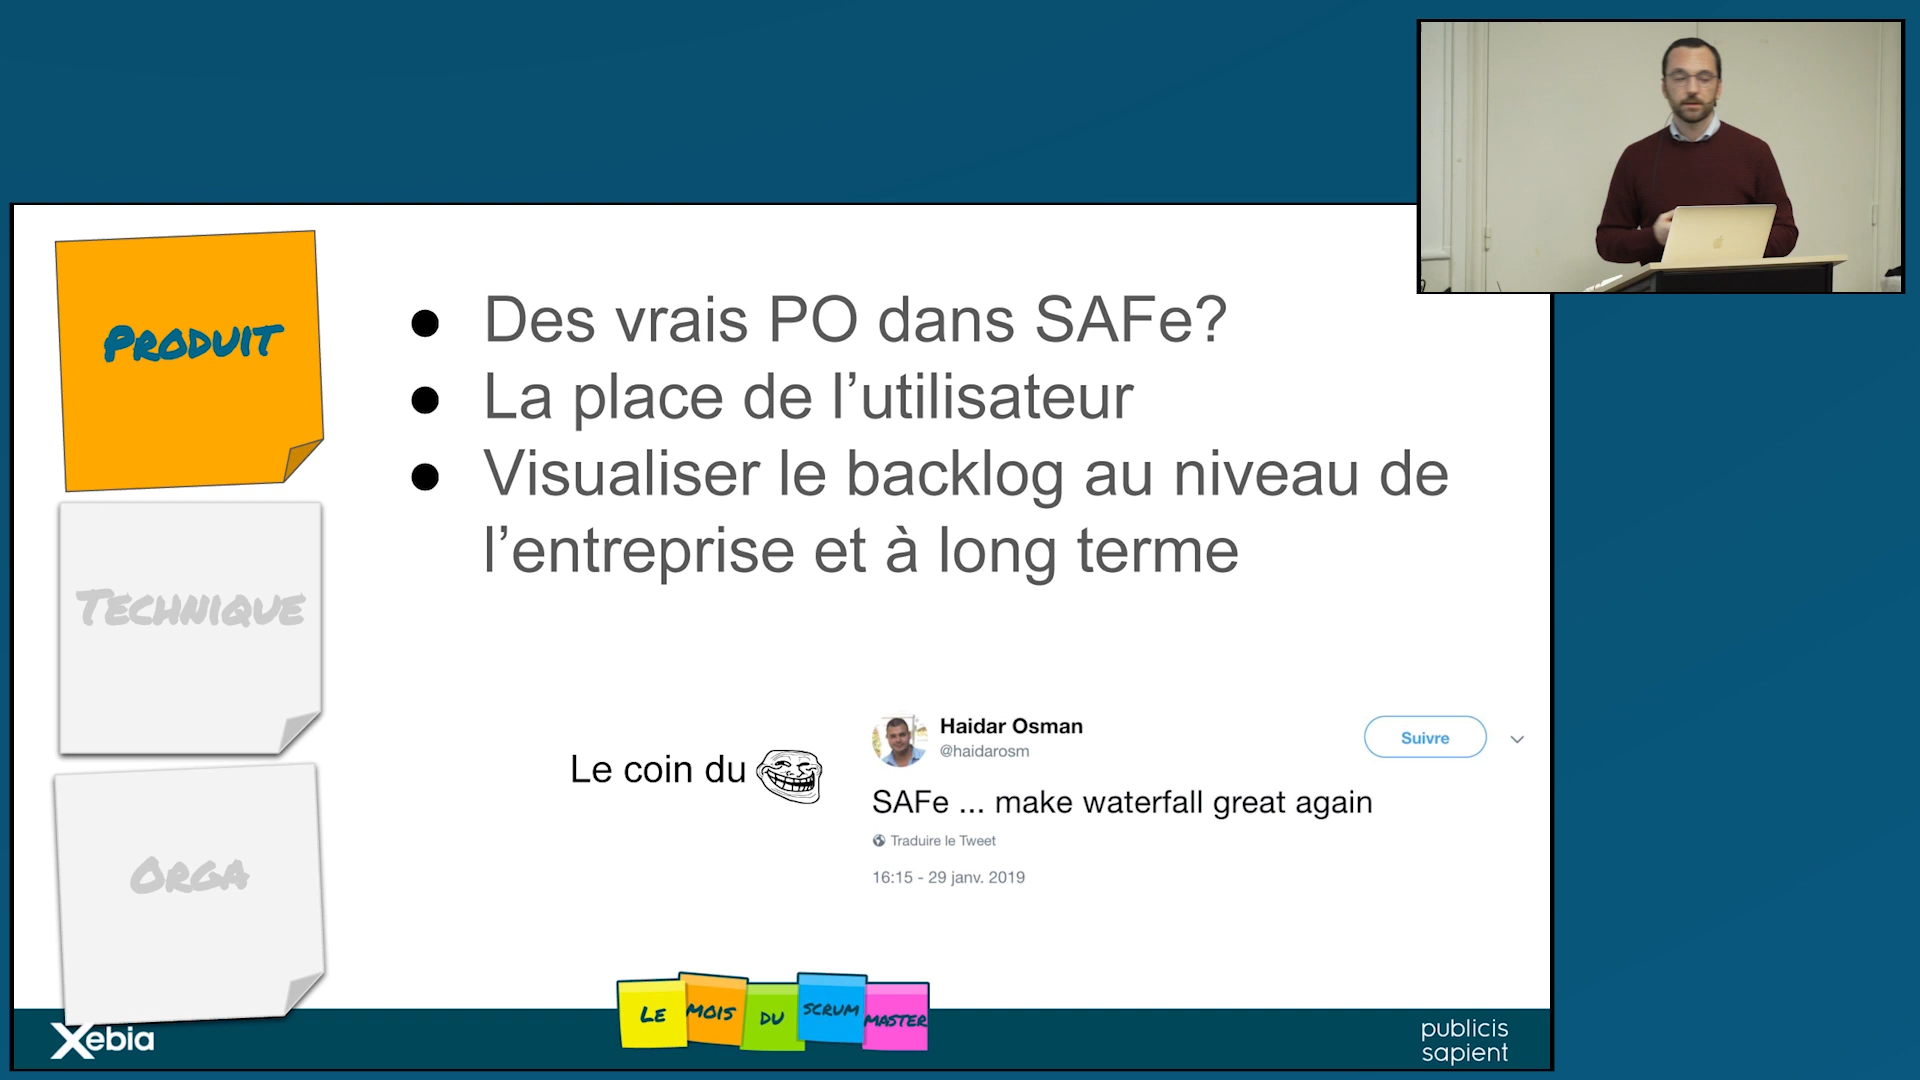 PRODUIT
TECHNIQUE
ORGA
● Des vrais PO dans SAFe?
● La place de l’utilisateur
● Visualiser le backlog au niveau de
l’entreprise et à long terme
Le coin du
Haidar Osman
@haidarosm
Suivre
SAFe ... make waterfall great again
Traduire le Tweet
16:15 - 29 janv. 2019
LE MOIS DU SCRUM MASTER
Xebia
publicis
sapient